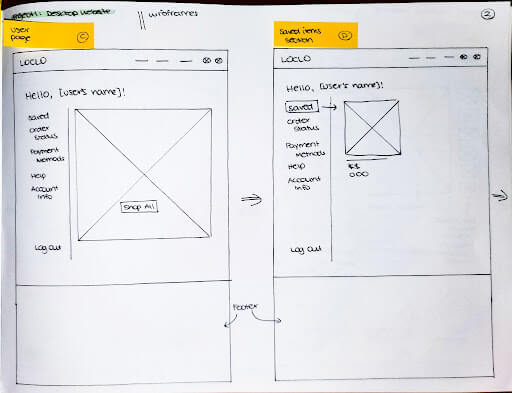 Project 1: Desktop Website
wireframes
2
User
page
C
LOCLO
Hello, [user's name]!
Saved
Order
Status
Payment
Methods
Help
Account
Info
Log Out
Shop All
Saved items
section
D
LOCLO
Hello, [user's name]!
Saved
Order
Status
Payment
Methods
Help
Account
Info
Log Out
Footer